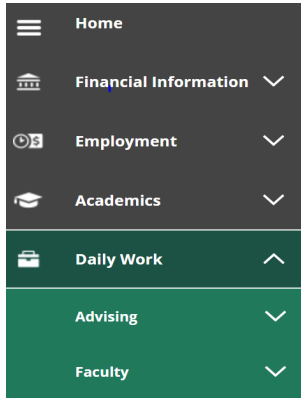 Home
Financial Information
Employment
Academics
Daily Work
Advising
Faculty